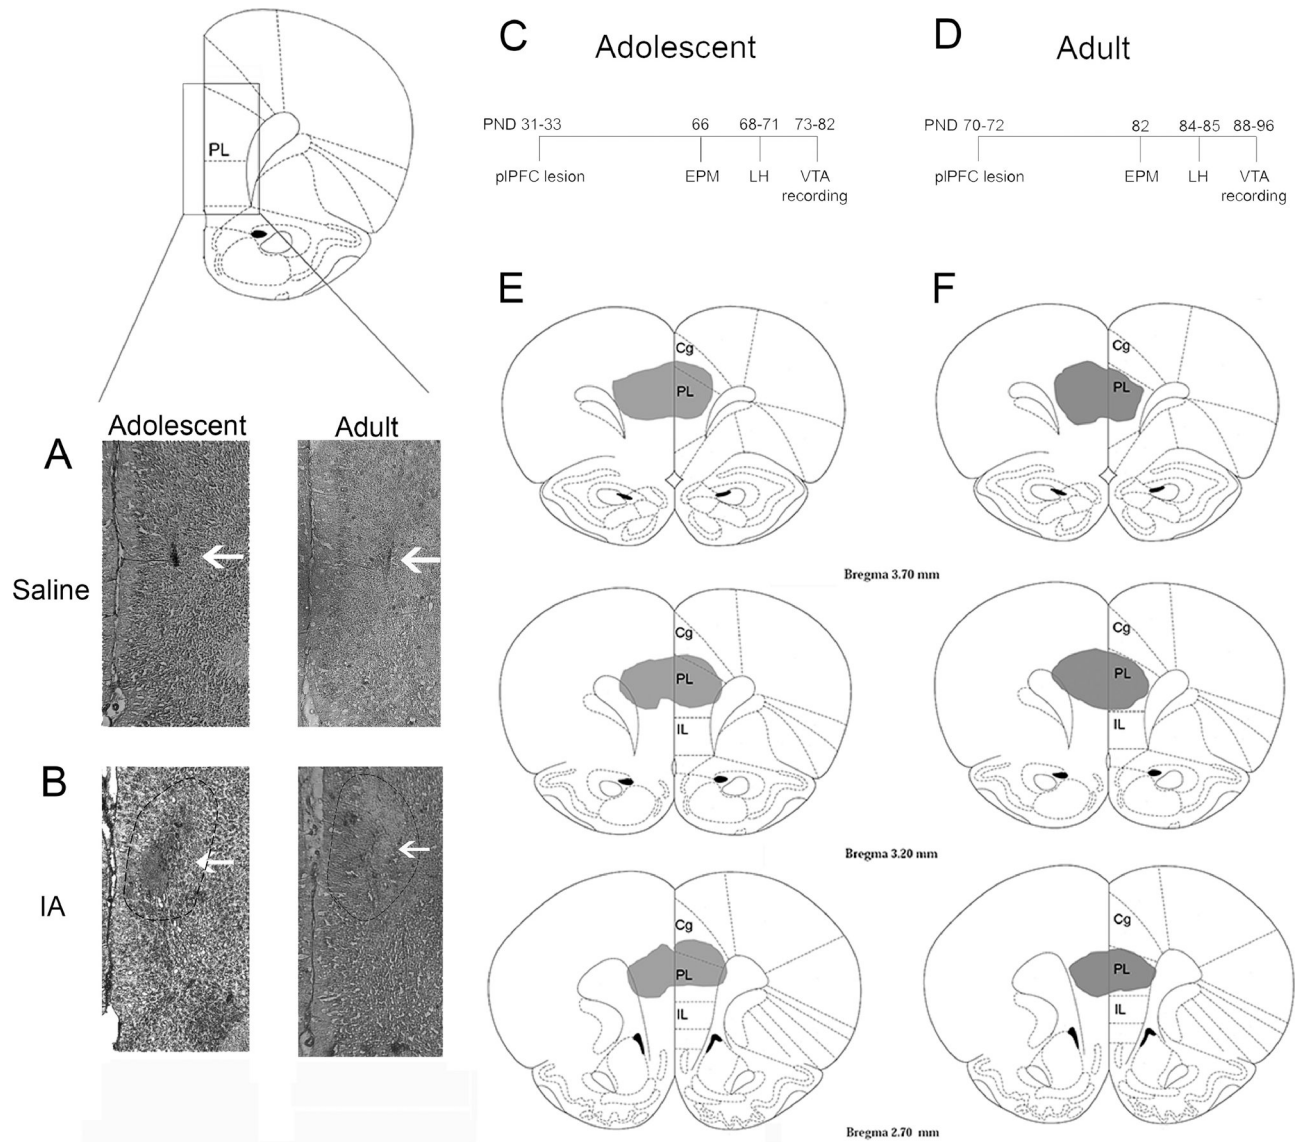 PL
Adolescent
Adult
A
Saline
B
IA
C
Adolescent
PND 31-33
66
68-71
73-82
plPFC lesion
EPM
LH
VTA
recording
D
Adult
PND 70-72
82
84-85
88-96
plPFC lesion
EPM
LH
VTA
recording
E
Cg
PL
F
Cg
PL
Bregma 3.70 mm
Cg
PL
IL
Cg
PL
IL
Bregma 3.20 mm
Cg
PL
IL
Cg
PL
IL
Bregma 2.70 mm